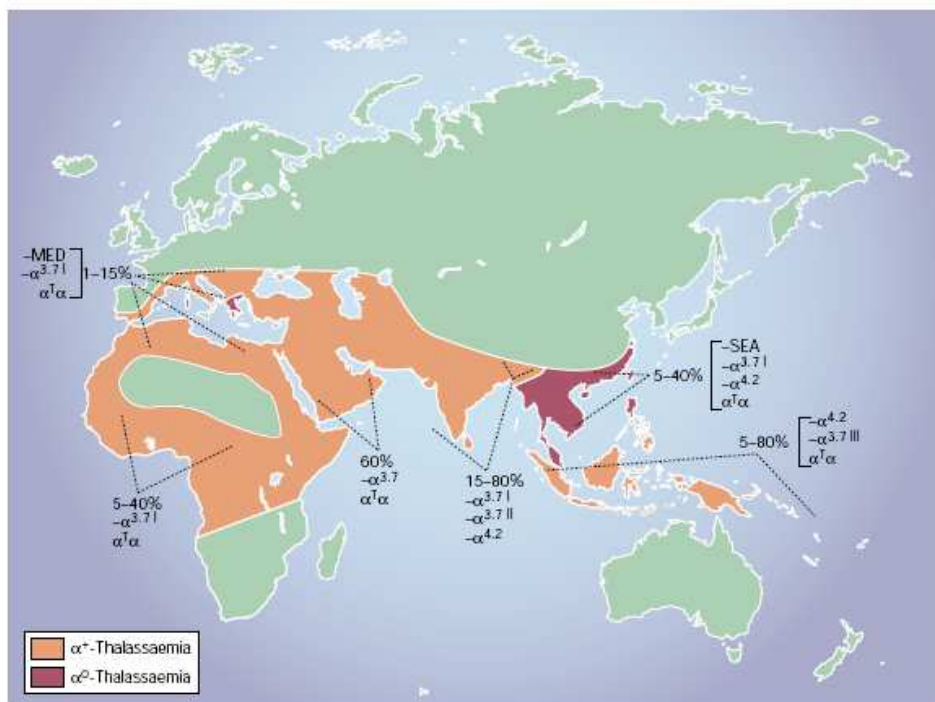 –MED
–α³·⁷ ᴵ
αᵀα
1–15%
5–40%
–α³·⁷ ᴵ
αᵀα
60%
–α³·⁷
αᵀα
15–80%
–α³·⁷ ᴵ
–α³·⁷ ᴵᴵ
–α⁴·²
5–40%
–SEA
–α³·⁷ ᴵ
–α⁴·²
αᵀα
5–80%
–α⁴·²
–α³·⁷ ᴵᴵᴵ
αᵀα
α⁺-Thalassaemia
α⁰-Thalassaemia